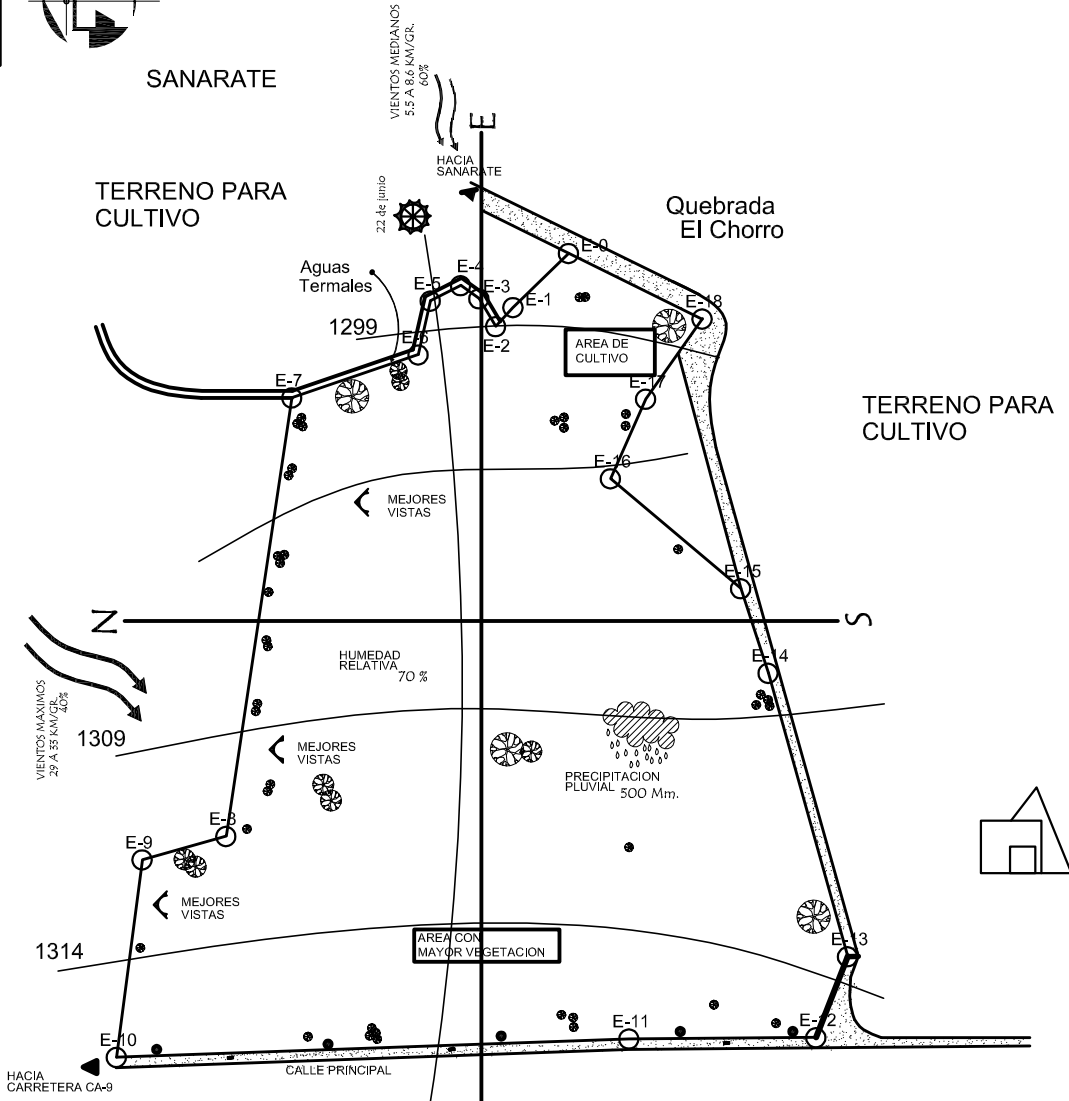 SANARATE
VIENTOS MEDIANOS
5.5 A 8.6 KM/GR.
60%
E
HACIA
SANARATE
TERRENO PARA
CULTIVO
22 de junio
Quebrada
El Chorro
E-0
Aguas
Termales
E-4
E-5
E-3
E-1
E-18
1299
E-2
E-6
AREA DE
CULTIVO
E-7
E-17
TERRENO PARA
CULTIVO
E-16
MEJORES
VISTAS
E-15
N
S
HUMEDAD
RELATIVA
70 %
E-14
VIENTOS MAXIMOS
29 A 33 KM/GR.
40%
1309
MEJORES
VISTAS
PRECIPITACION
PLUVIAL
500 Mm.
E-8
E-9
MEJORES
VISTAS
1314
AREA CON
MAYOR VEGETACION
E-13
E-10
E-11
E-12
HACIA
CARRETERA CA-9
CALLE PRINCIPAL